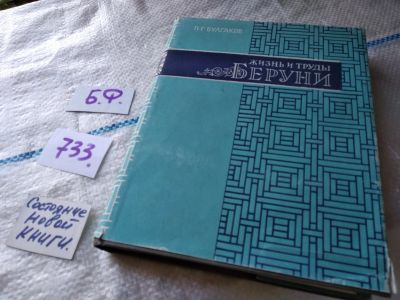 П.Г. БУЛГАКОВ
ЖИЗНЬ И ТРУДЫ
БЕРУНИ
Б.Ф.
733.
Состояние
новой
книги.